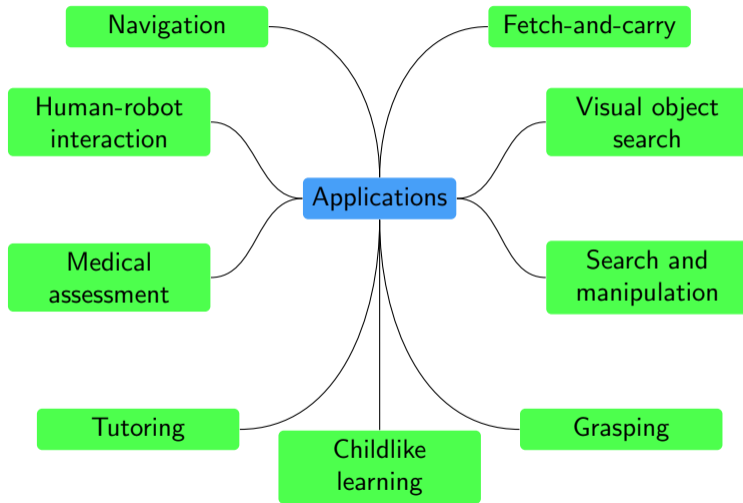 Navigation
Fetch-and-carry
Human-robot
interaction
Visual object
search
Applications
Medical
assessment
Search and
manipulation
Tutoring
Childlike
learning
Grasping